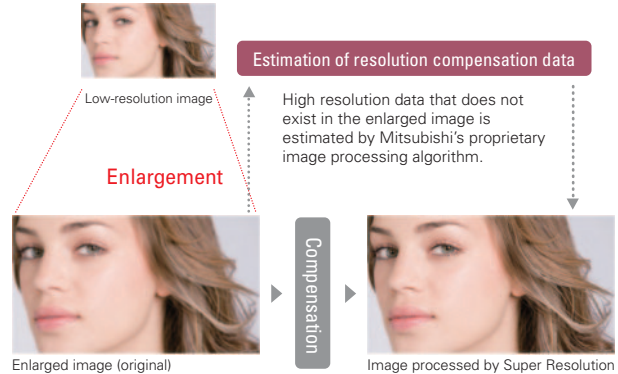 Estimation of resolution compensation data
Low-resolution image
High resolution data that does not
exist in the enlarged image is
estimated by Mitsubishi's proprietary
image processing algorithm.
Enlargement
Compensation
Enlarged image (original)
Image processed by Super Resolution